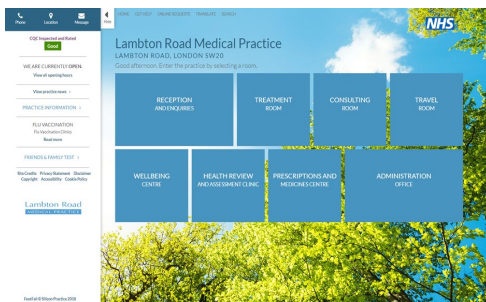 Phone Location Message
Hide
HOME GET HELP ONLINE REQUESTS TRANSLATE SEARCH
NHS
CQC Inspected and Rated
Good
WE ARE CURRENTLY OPEN.
View all opening hours
View practice news >
PRACTICE INFORMATION >
FLU VACCINATION
Flu Vaccination Clinics
Read more
FRIENDS & FAMILY TEST >
Site Credits Privacy Statement Disclaimer
Copyright Accessibility Cookie Policy
Lambton Road
MEDICAL PRACTICE
FootFall © Silicon Practice 2018
Lambton Road Medical Practice
LAMBTON ROAD, LONDON SW20
Good afternoon. Enter the practice by selecting a room.
RECEPTION
AND ENQUIRIES
TREATMENT
ROOM
CONSULTING
ROOM
TRAVEL
ROOM
WELLBEING
CENTRE
HEALTH REVIEW
AND ASSESSMENT CLINIC
PRESCRIPTIONS AND
MEDICINES CENTRE
ADMINISTRATION
OFFICE